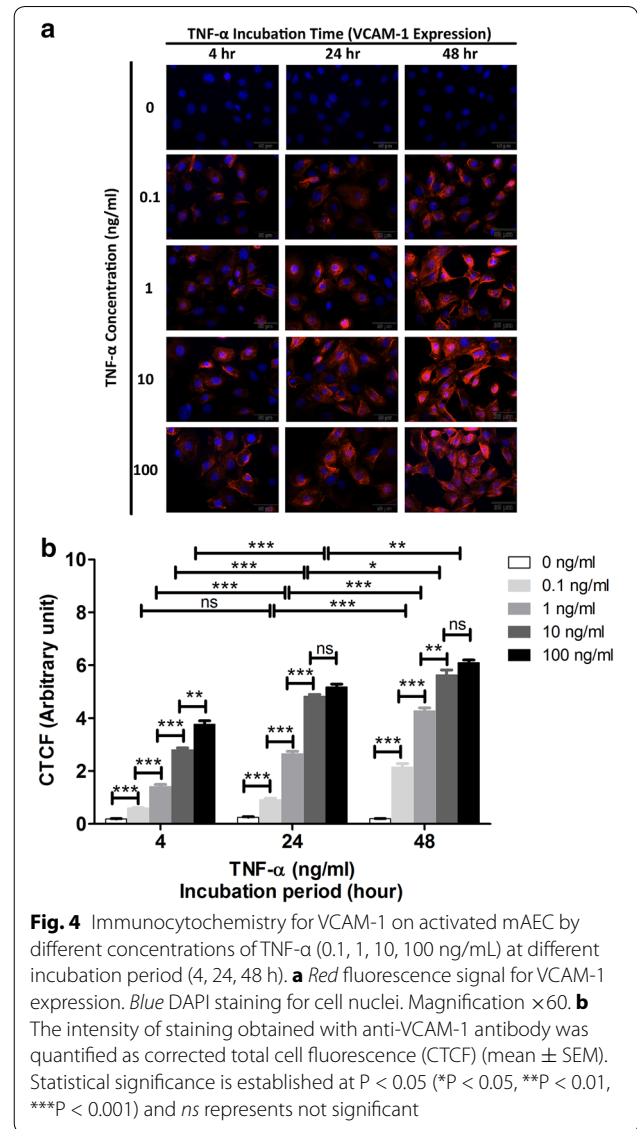 a
TNF-α Incubation Time (VCAM-1 Expression)
4 hr 24 hr 48 hr
TNF-α Concentration (ng/ml)
0
0.1
1
10
100
b
*** **
*** *
*** ***
ns ***
ns
ns **
** *** ***
***
*** ***
*** *** ***
CTCF (Arbitrary unit)
10
8
6
4
2
0
4 24 48
TNF-α (ng/ml)
Incubation period (hour)
0 ng/ml
0.1 ng/ml
1 ng/ml
10 ng/ml
100 ng/ml
Fig. 4 Immunocytochemistry for VCAM-1 on activated mAEC by
different concentrations of TNF-α (0.1, 1, 10, 100 ng/mL) at different
incubation period (4, 24, 48 h). a Red fluorescence signal for VCAM-1
expression. Blue DAPI staining for cell nuclei. Magnification ×60. b
The intensity of staining obtained with anti-VCAM-1 antibody was
quantified as corrected total cell fluorescence (CTCF) (mean ± SEM).
Statistical significance is established at P < 0.05 (*P < 0.05, **P < 0.01,
***P < 0.001) and ns represents not significant